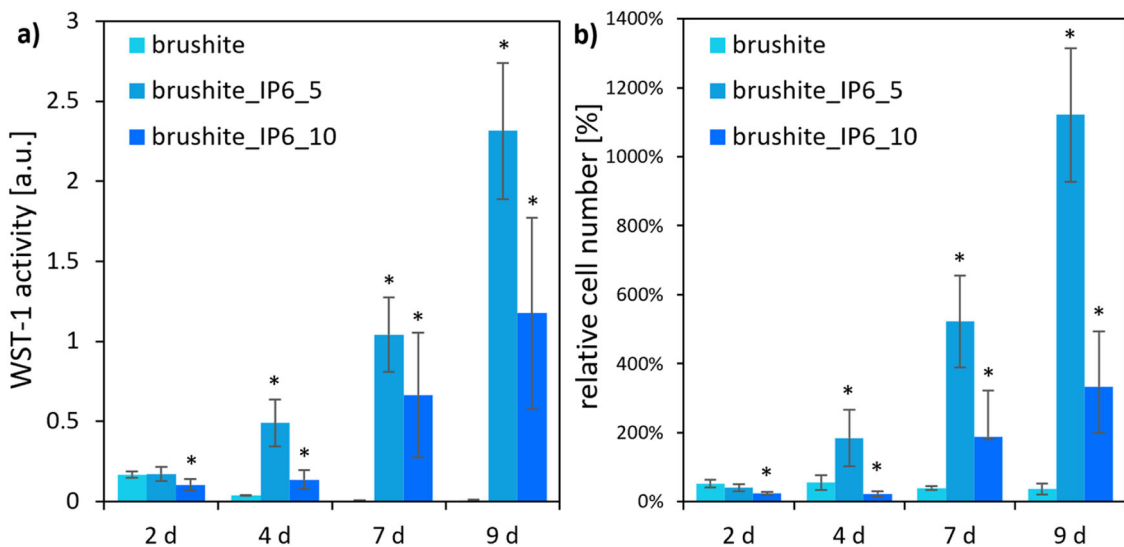 a)
WST-1 activity [a.u.]
3
2.5
2
1.5
1
0.5
0
brushite
brushite_IP6_5
brushite_IP6_10
* * * * * * *
2 d 4 d 7 d 9 d
b)
relative cell number [%]
1400%
1200%
1000%
800%
600%
400%
200%
0%
brushite
brushite_IP6_5
brushite_IP6_10
* * * * * * *
2 d 4 d 7 d 9 d